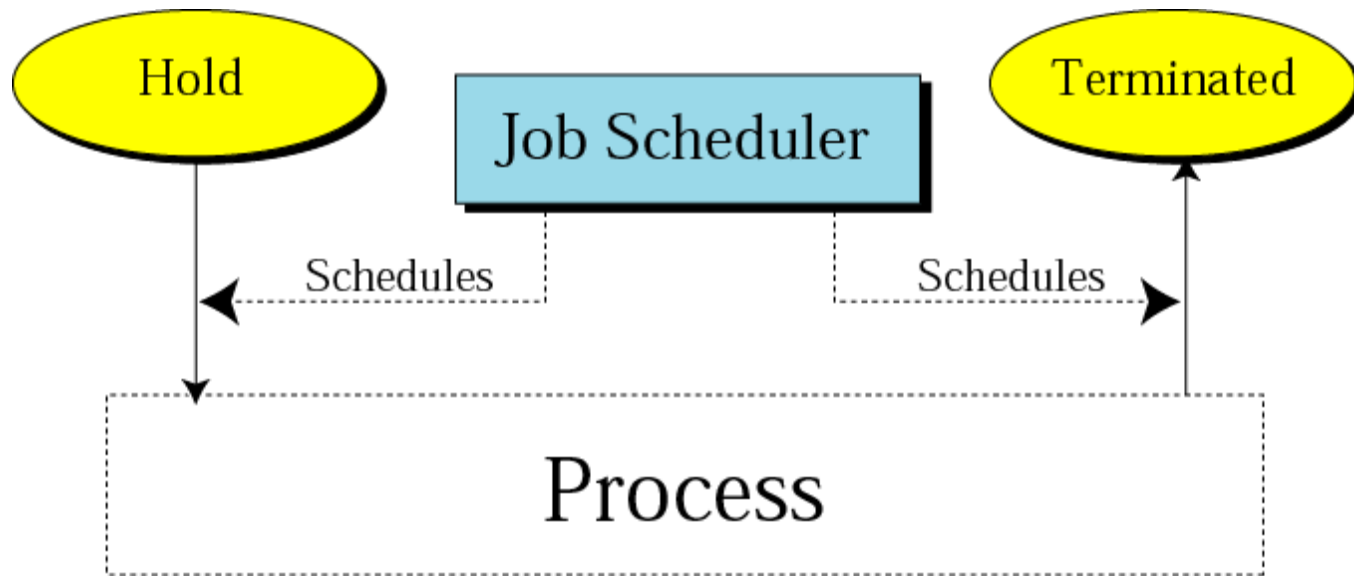 Hold
Job Scheduler
Terminated
Schedules
Schedules
Process